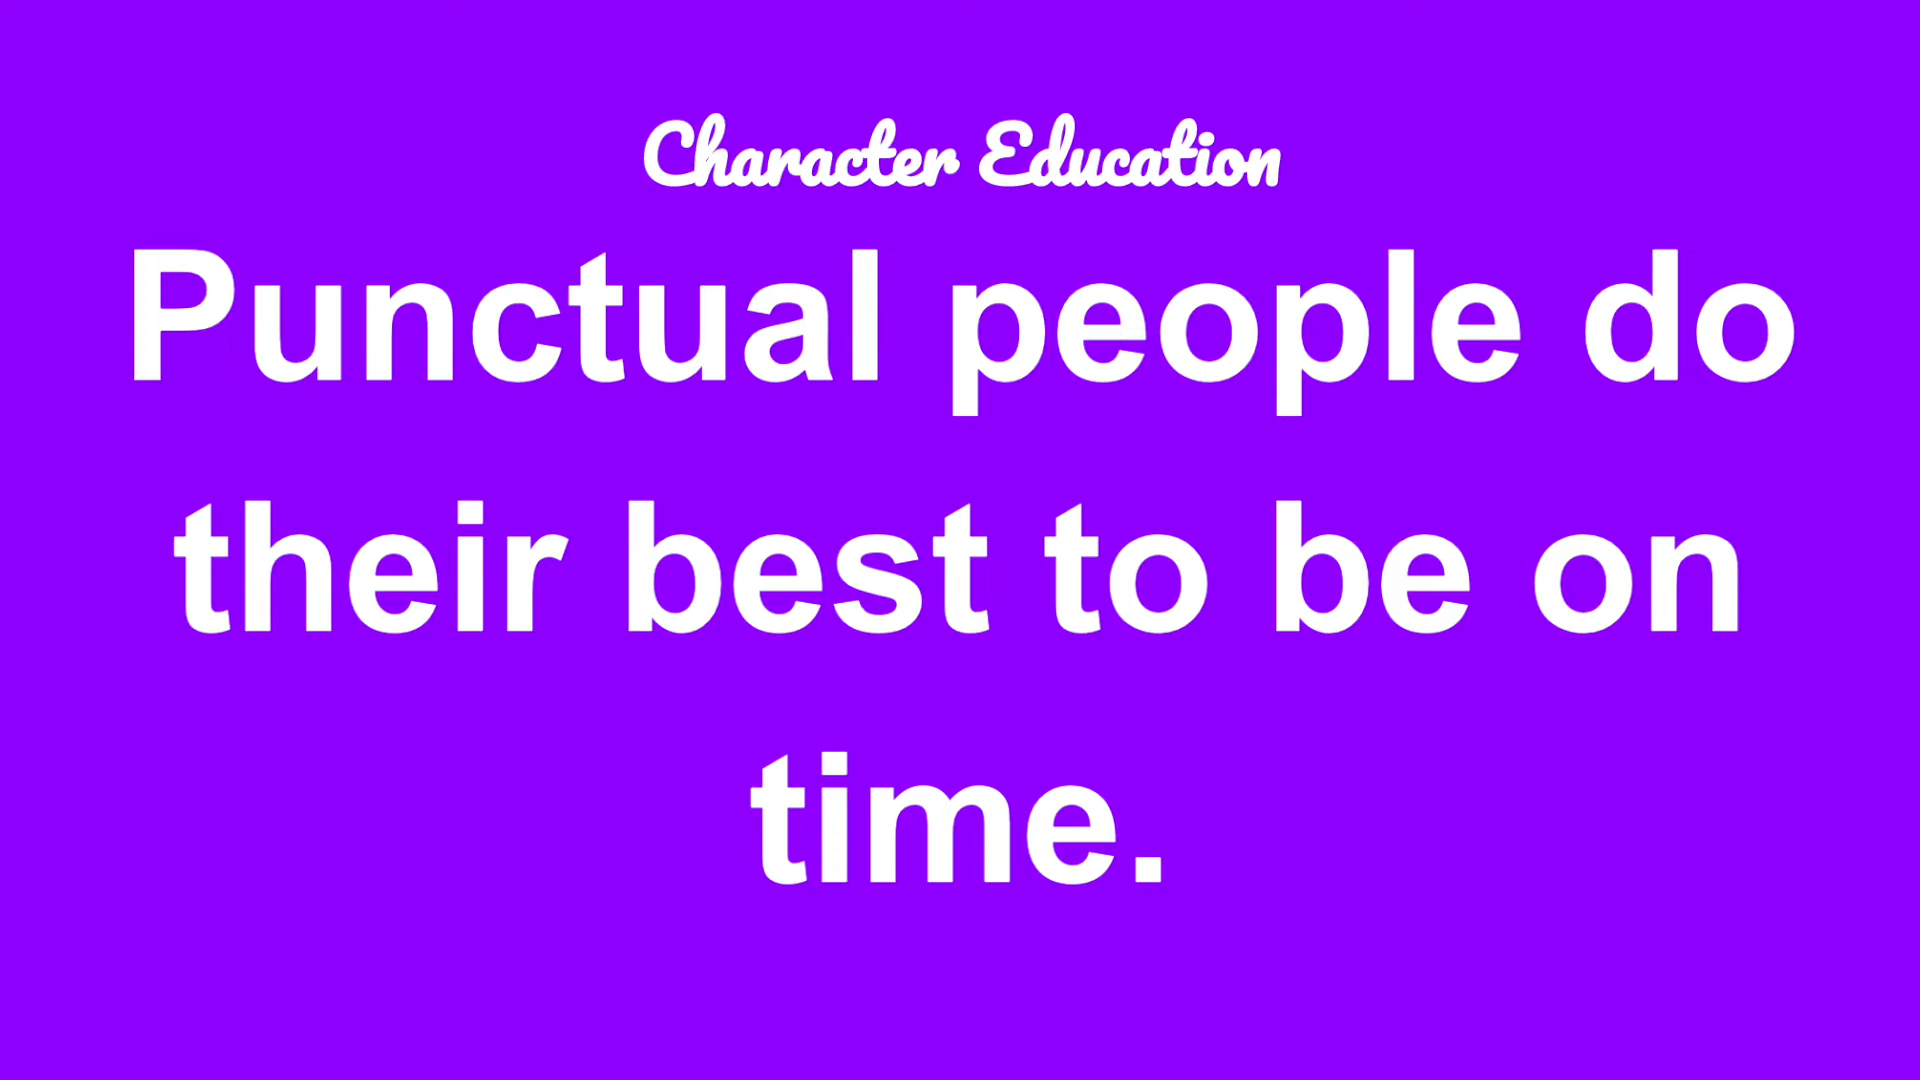 Character Education
Punctual people do
their best to be on
time.